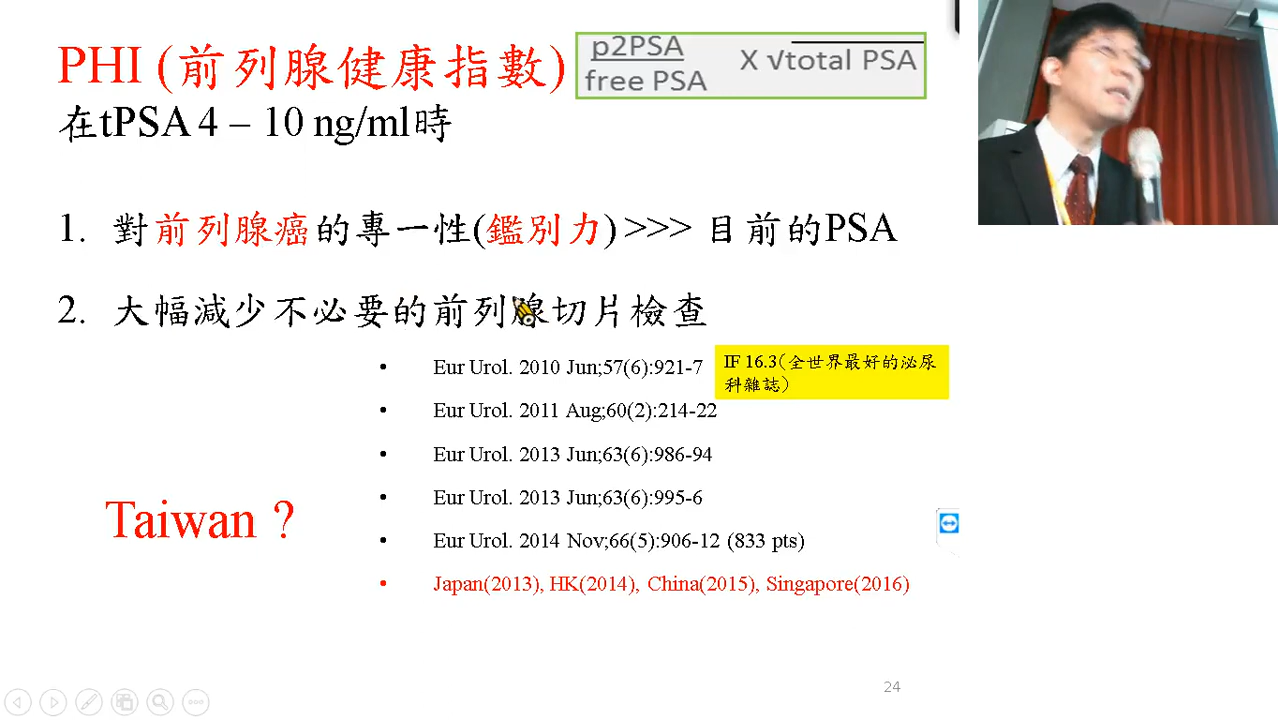 PHI (前列腺健康指數)
p2PSA
free PSA
X √total PSA
在tPSA 4 – 10 ng/ml時
1. 對前列腺癌的專一性(鑑別力) >>> 目前的PSA
2. 大幅減少不必要的前列腺切片檢查
• Eur Urol. 2010 Jun;57(6):921-7
IF 16.3(全世界最好的泌尿
科雜誌)
• Eur Urol. 2011 Aug;60(2):214-22
• Eur Urol. 2013 Jun;63(6):986-94
• Eur Urol. 2013 Jun;63(6):995-6
Taiwan ?
• Eur Urol. 2014 Nov;66(5):906-12 (833 pts)
• Japan(2013), HK(2014), China(2015), Singapore(2016)
24